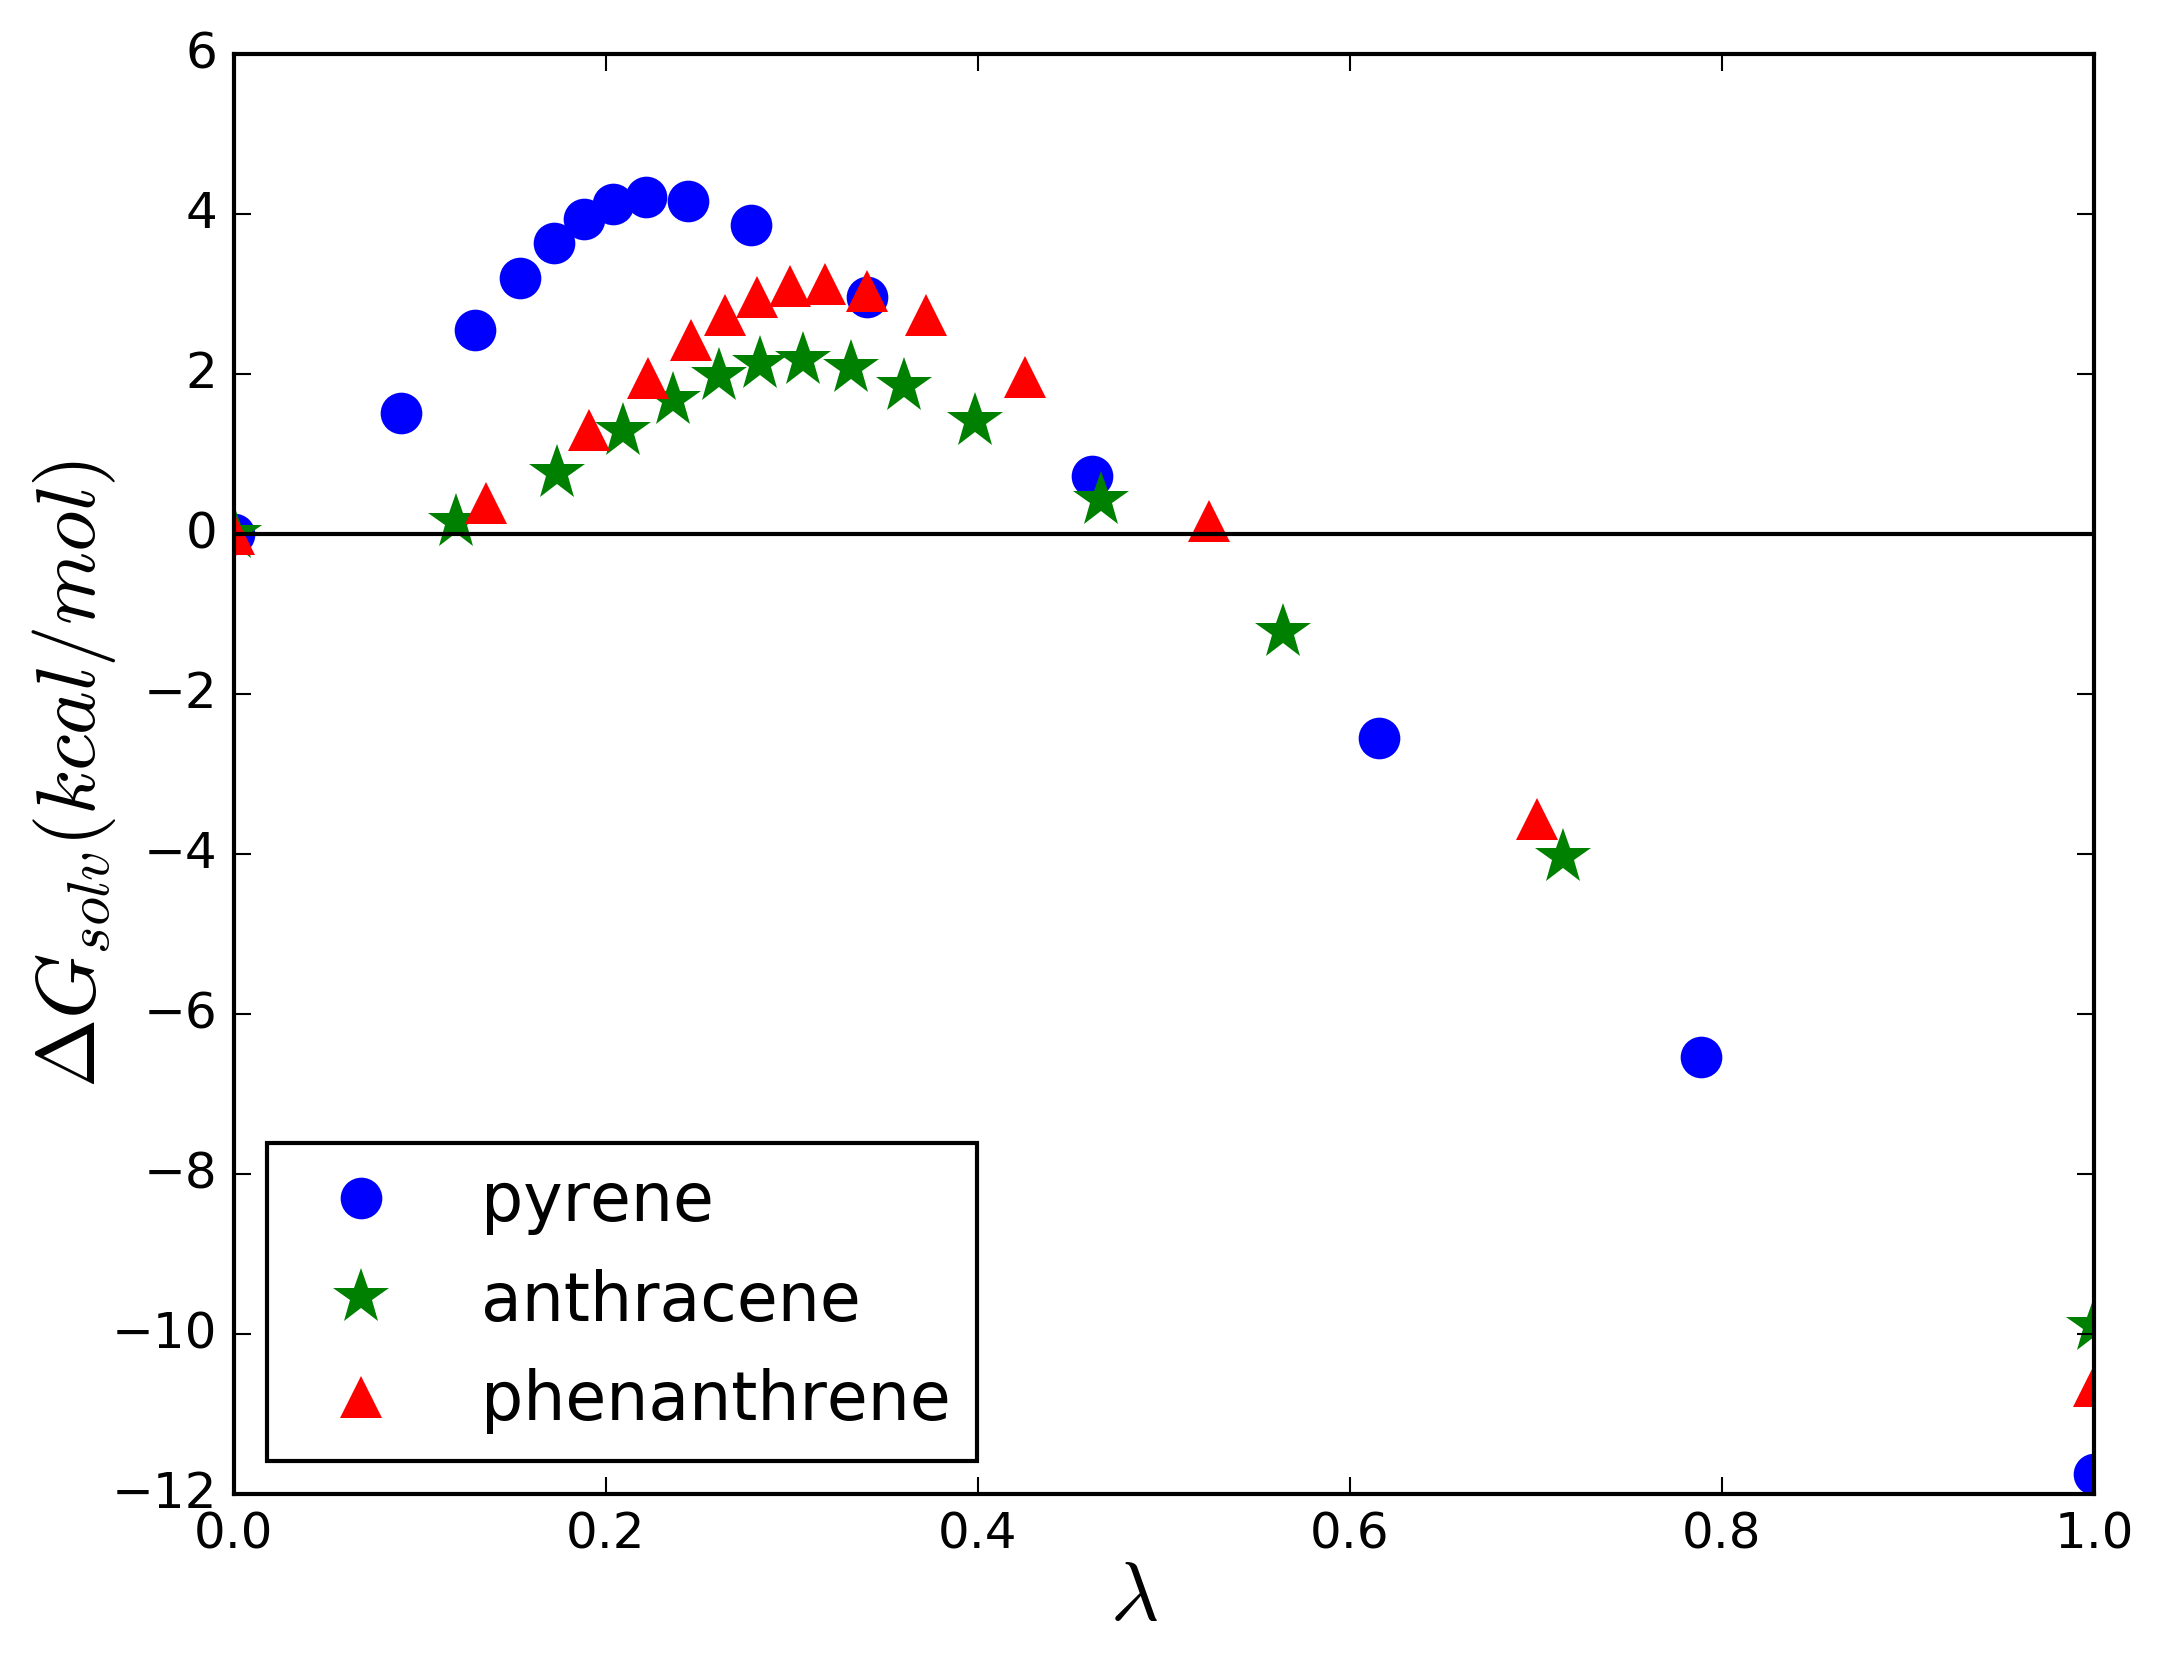 6
4
2
0
−2
−4
−6
−8
−10
−12
ΔG_solv(kcal/mol)
pyrene
anthracene
phenanthrene
0.0 0.2 0.4 0.6 0.8 1.0
λ